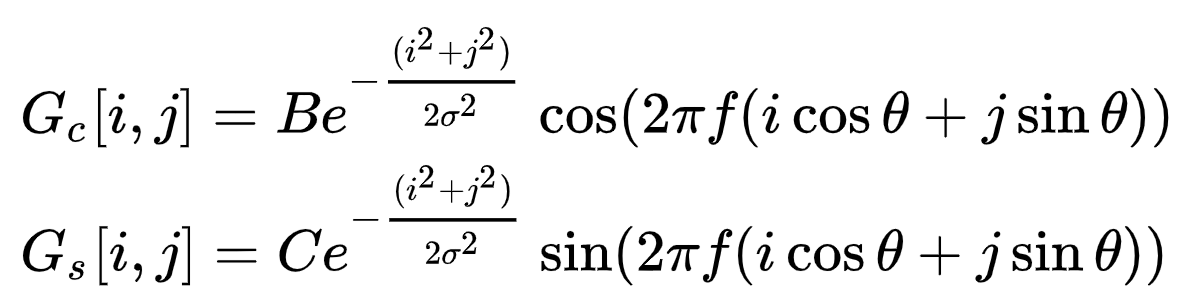 G_c[i,j] = Be^{-\frac{(i^2+j^2)}{2\sigma^2}} \cos(2\pi f(i\cos\theta + j\sin\theta))
G_s[i,j] = Ce^{-\frac{(i^2+j^2)}{2\sigma^2}} \sin(2\pi f(i\cos\theta + j\sin\theta))